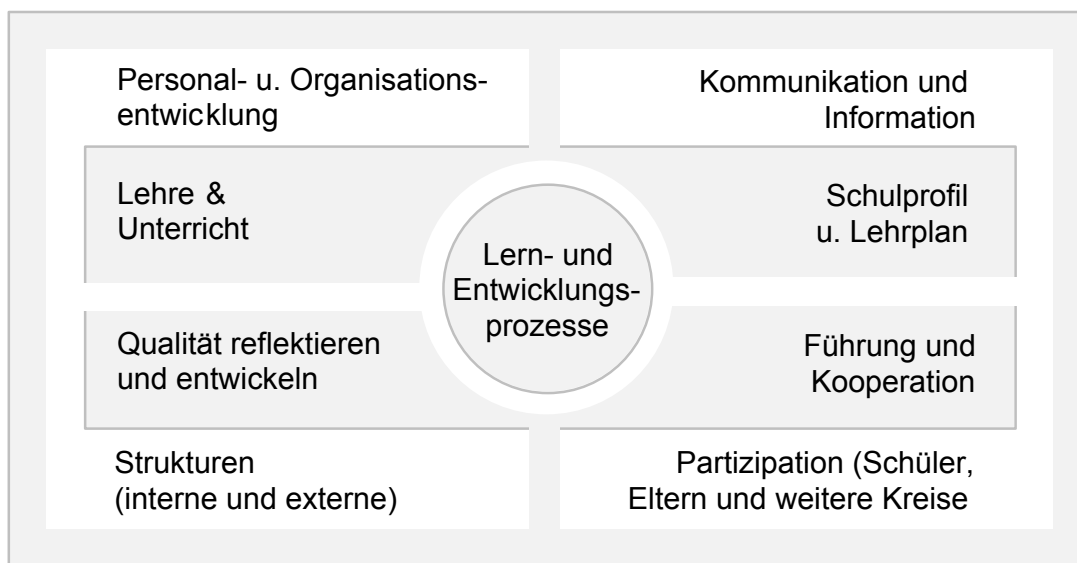 Personal- u. Organisations-
entwicklung
Kommunikation und
Information
Lehre &
Unterricht
Schulprofil
u. Lehrplan
Lern- und
Entwicklungs-
prozesse
Qualität reflektieren
und entwickeln
Führung und
Kooperation
Strukturen
(interne und externe)
Partizipation (Schüler,
Eltern und weitere Kreise